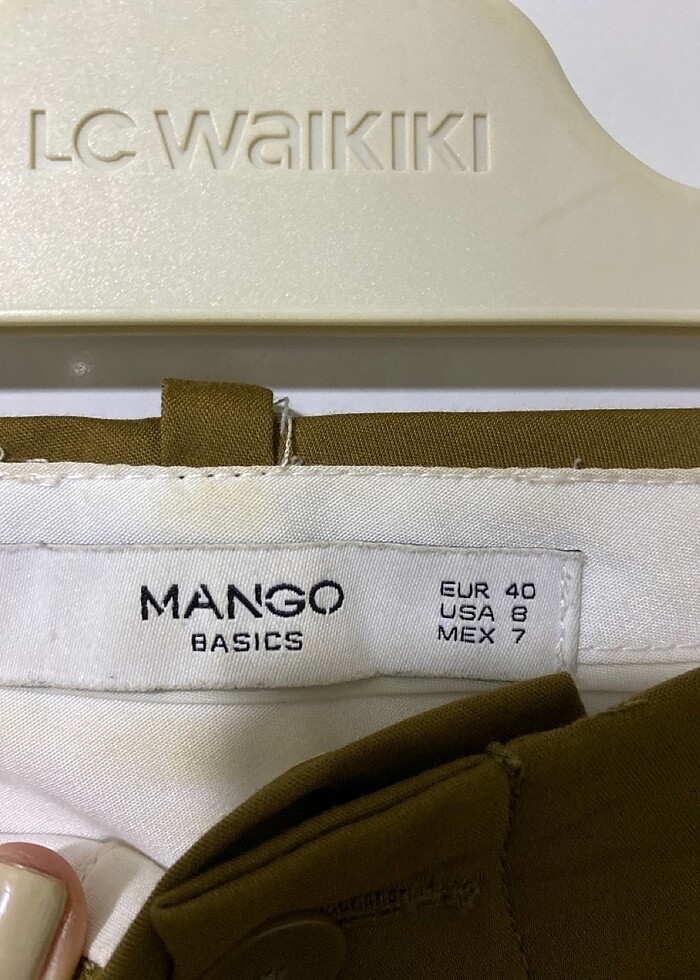 LC WaIKIKI
MANGO
BASICS
EUR 40
USA 8
MEX 7